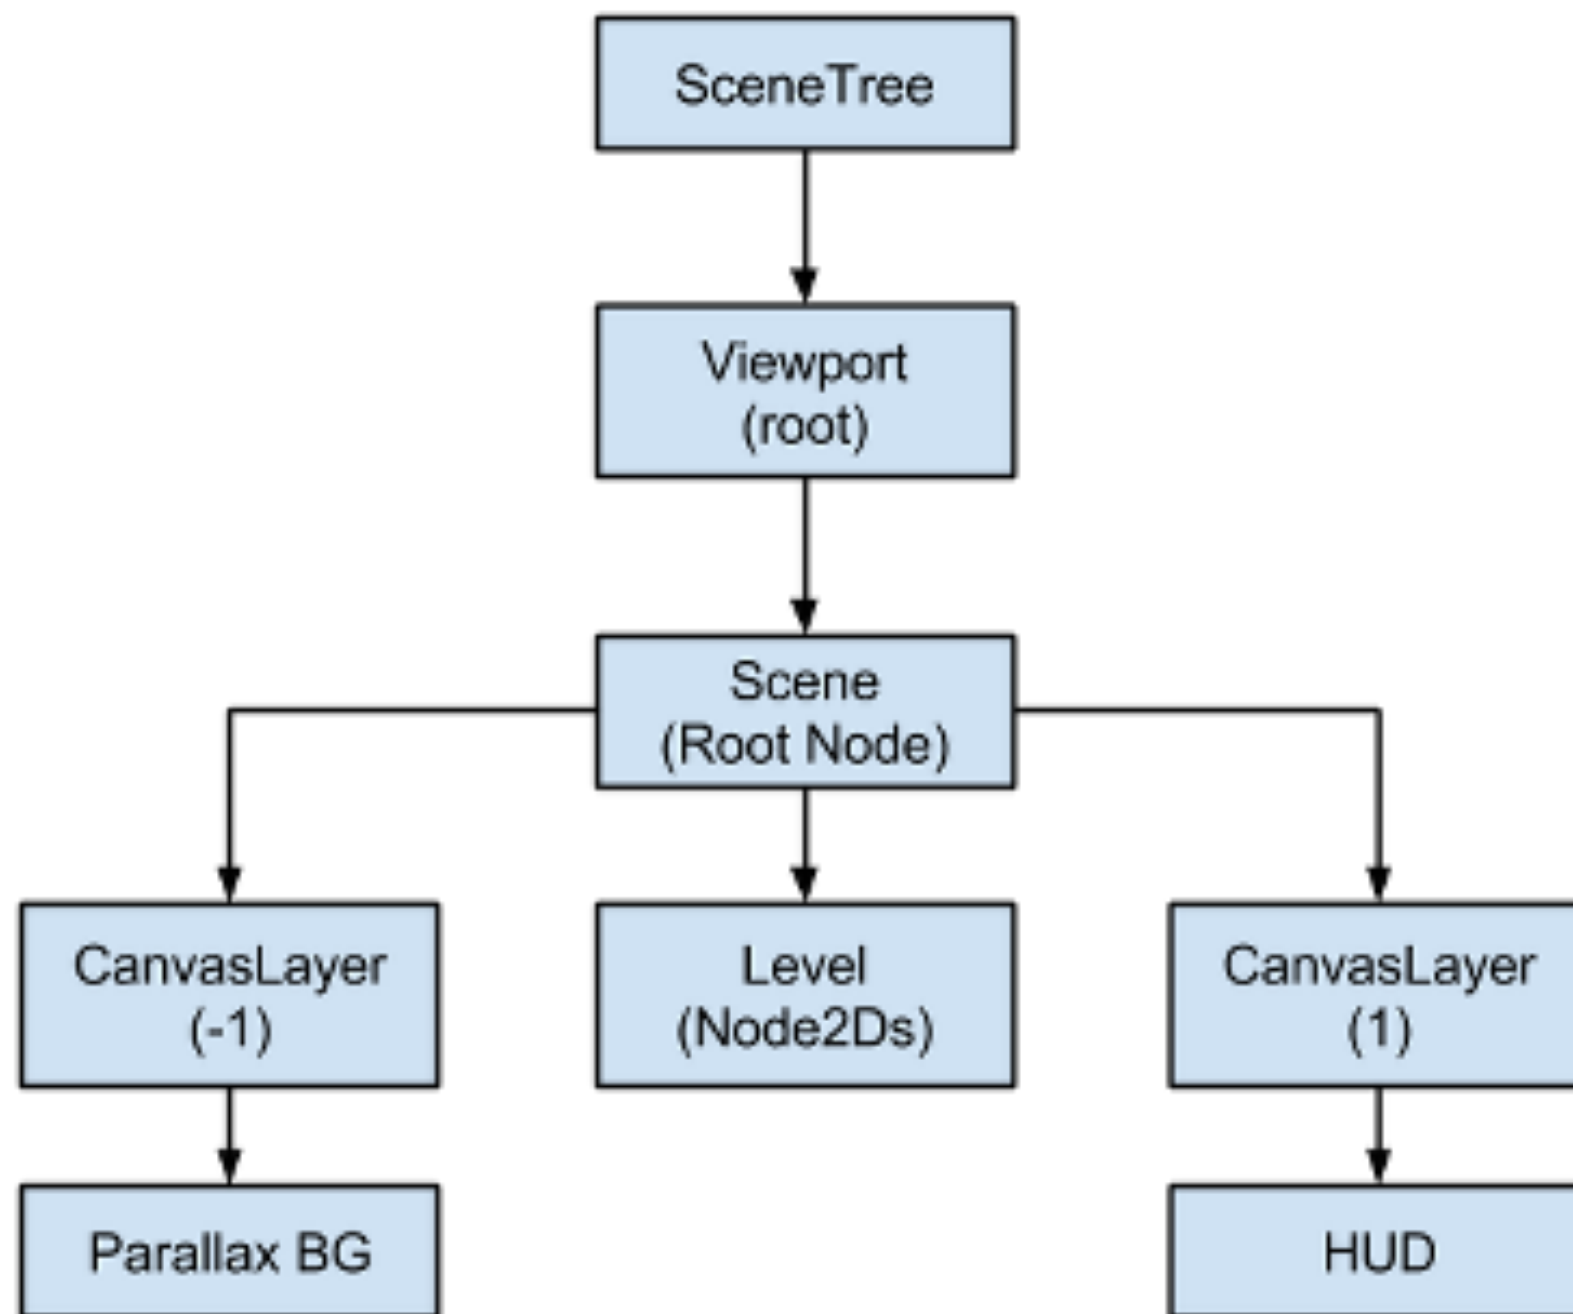 SceneTree
Viewport
(root)
Scene
(Root Node)
CanvasLayer
(-1)
Level
(Node2Ds)
CanvasLayer
(1)
Parallax BG
HUD